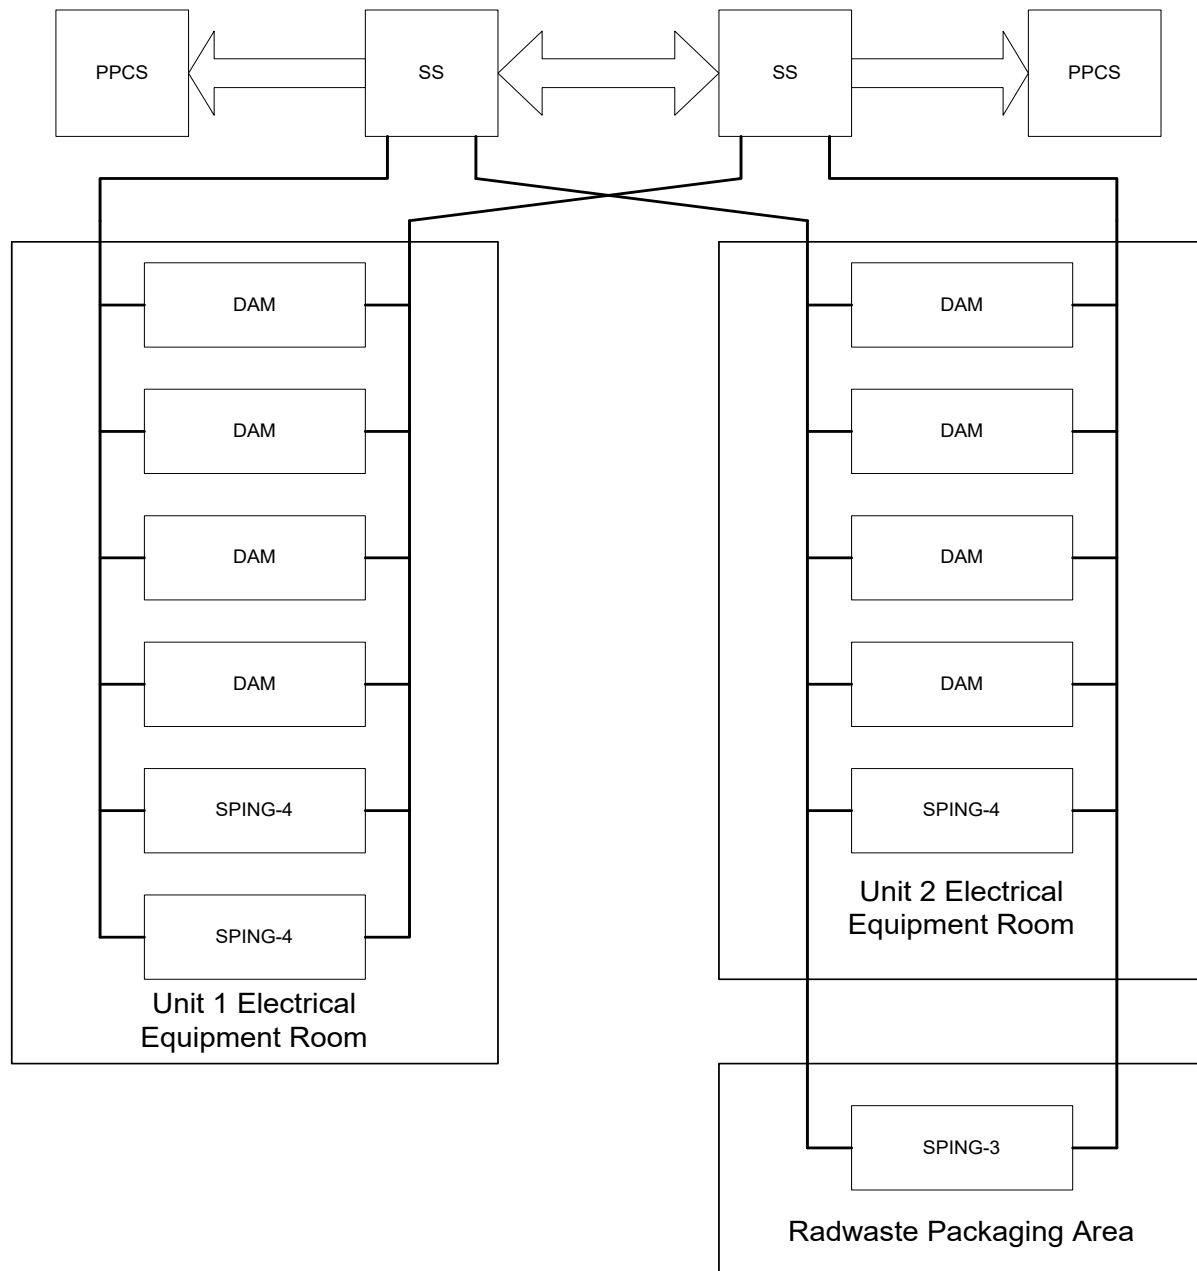 PPCS
SS
SS
PPCS
DAM
DAM
DAM
DAM
SPING-4
SPING-4
Unit 1 Electrical
Equipment Room
DAM
DAM
DAM
DAM
SPING-4
Unit 2 Electrical
Equipment Room
SPING-3
Radwaste Packaging Area